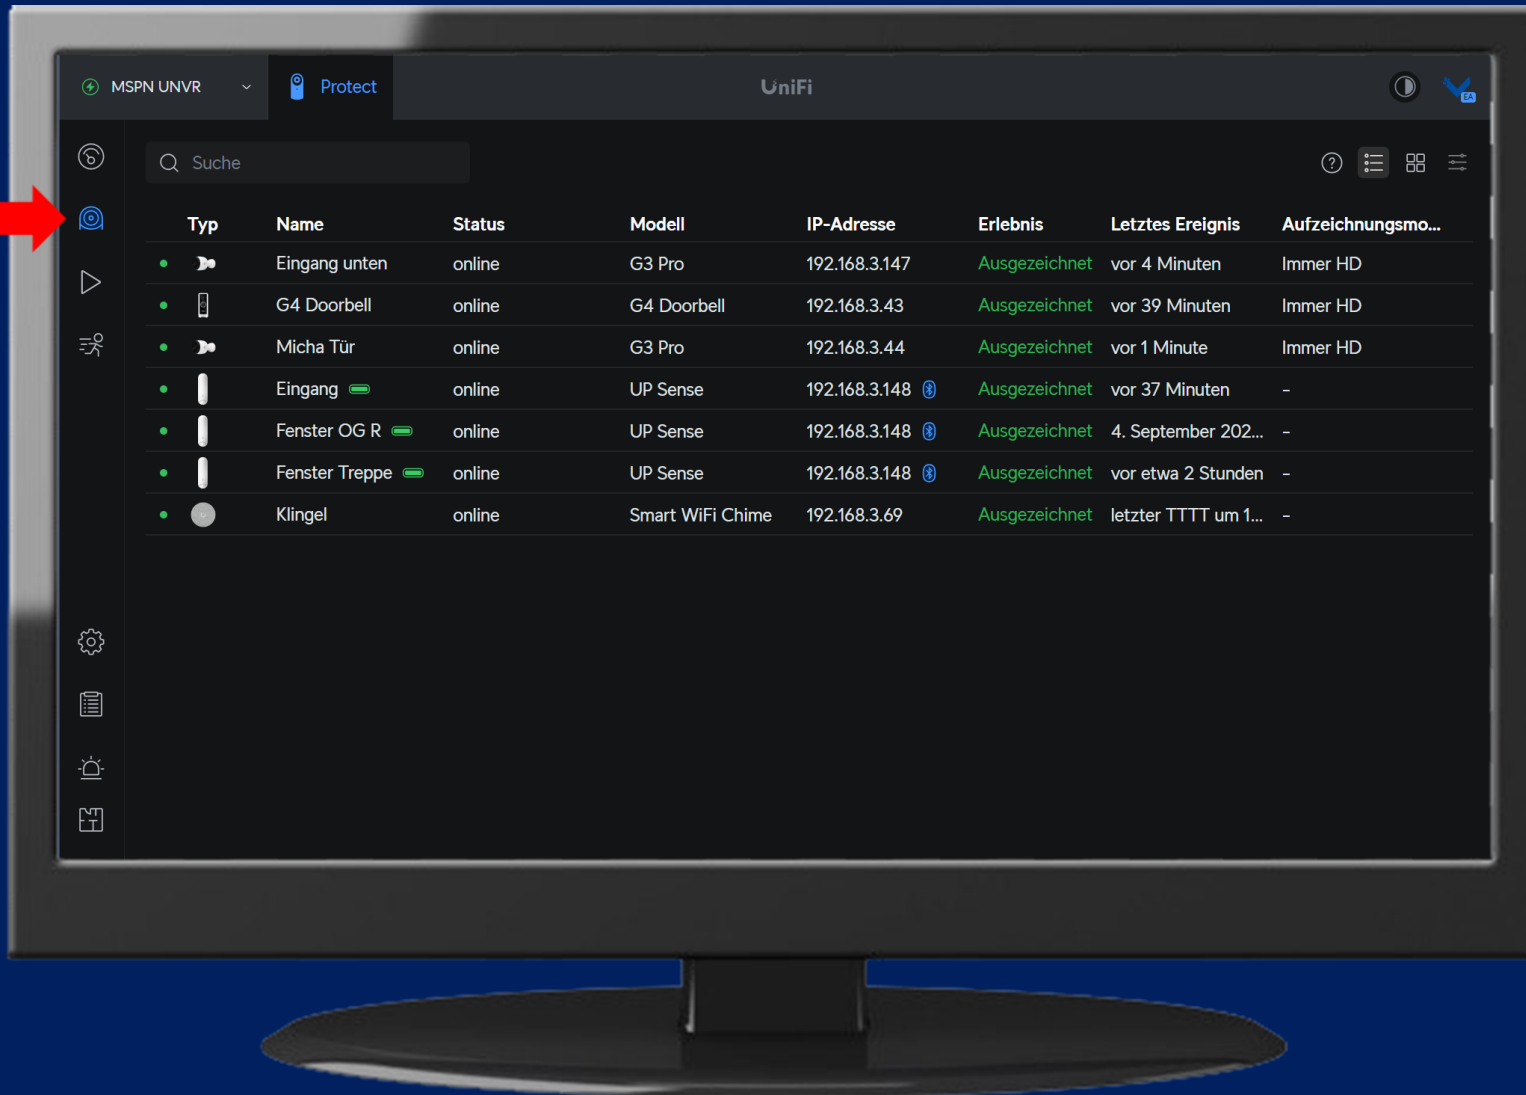 MSPN UNVR Protect UniFi EA
Suche
Typ Name Status Modell IP-Adresse Erlebnis Letztes Ereignis Aufzeichnungsmo...
Eingang unten online G3 Pro 192.168.3.147 Ausgezeichnet vor 4 Minuten Immer HD
G4 Doorbell online G4 Doorbell 192.168.3.43 Ausgezeichnet vor 39 Minuten Immer HD
Micha Tür online G3 Pro 192.168.3.44 Ausgezeichnet vor 1 Minute Immer HD
Eingang online UP Sense 192.168.3.148 Ausgezeichnet vor 37 Minuten -
Fenster OG R online UP Sense 192.168.3.148 Ausgezeichnet 4. September 202... -
Fenster Treppe online UP Sense 192.168.3.148 Ausgezeichnet vor etwa 2 Stunden -
Klingel online Smart WiFi Chime 192.168.3.69 Ausgezeichnet letzter TTTT um 1... -